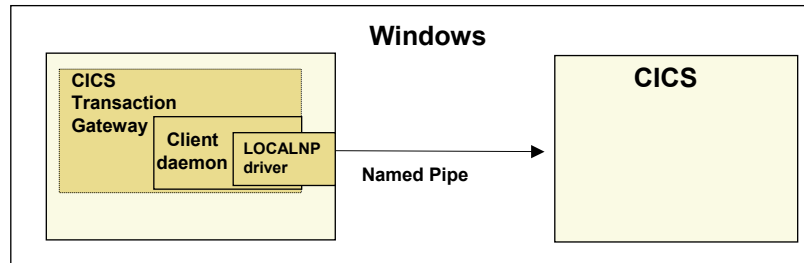 Windows
CICS
Transaction
Gateway
Client
daemon
LOCALNP
driver
Named Pipe
CICS